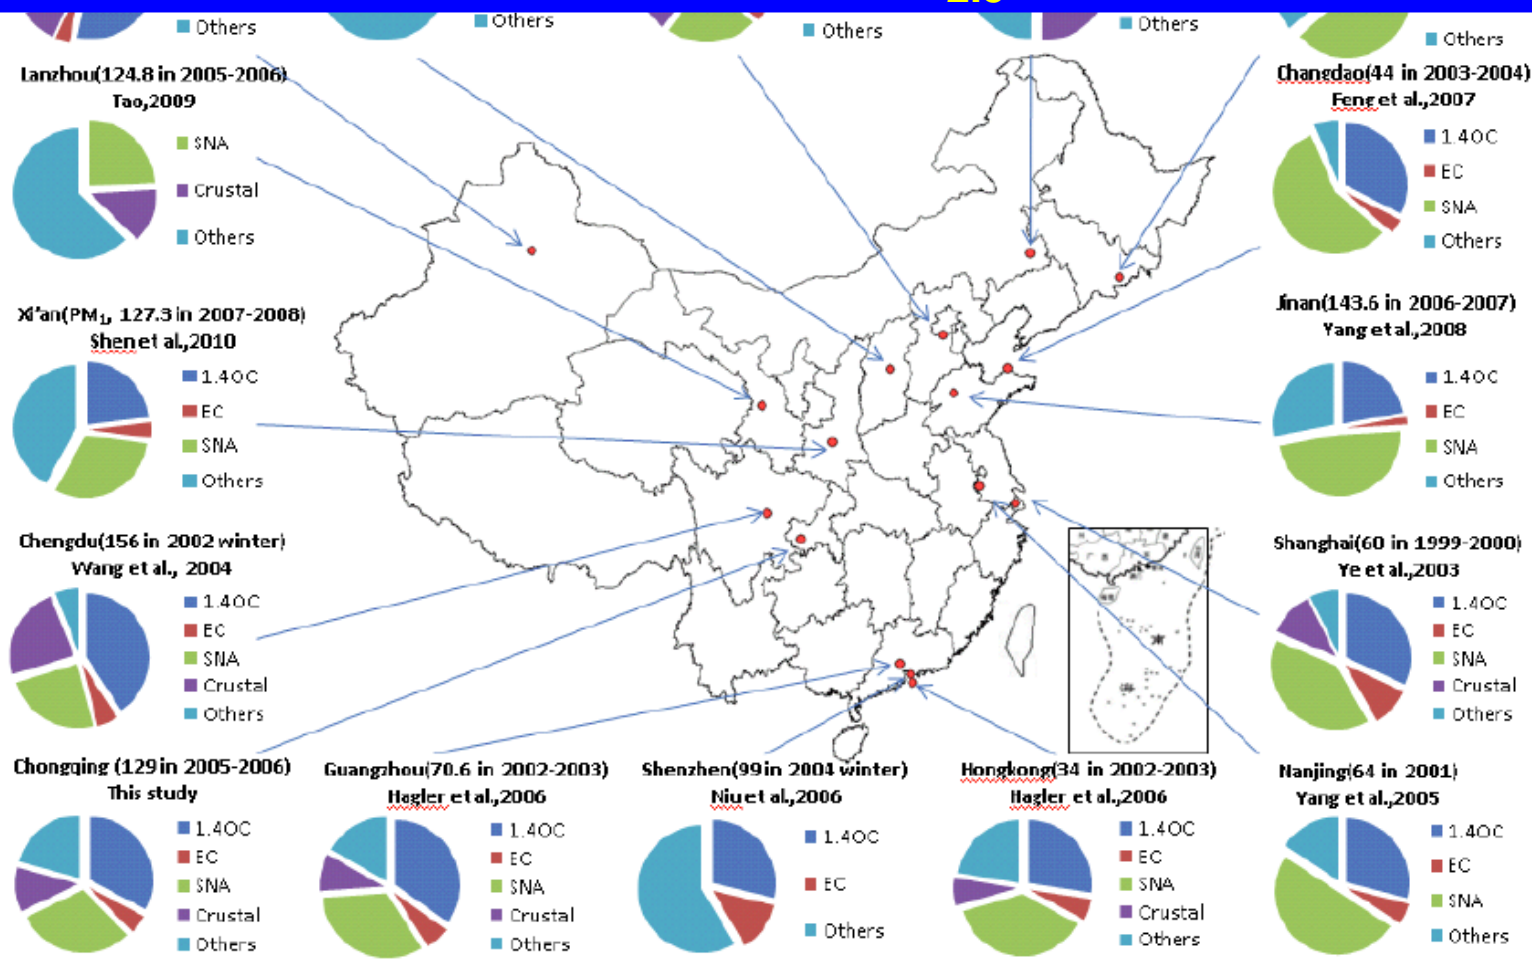 Others
Others
Others
Others
Others
Lanzhou(124.8 in 2005-2006)
Tao,2009
SNA
Crustal
Others
Changdao(44 in 2003-2004)
Feng et al.,2007
1.4OC
EC
SNA
Others
Xi'an(PM1, 127.3 in 2007-2008)
Shen et al.,2010
1.4OC
EC
SNA
Others
Jinan(143.6 in 2006-2007)
Yang et al.,2008
1.4OC
EC
SNA
Others
Chengdu(156 in 2002 winter)
Wang et al., 2004
1.4OC
EC
SNA
Crustal
Others
Shanghai(60 in 1999-2000)
Ye et al.,2003
1.4OC
EC
SNA
Crustal
Others
Chongqing (129 in 2005-2006)
This study
1.4OC
EC
SNA
Crustal
Others
Guangzhou(70.6 in 2002-2003)
Hagler et al.,2006
1.4OC
EC
SNA
Crustal
Others
Shenzhen(99 in 2004 winter)
Niu et al.,2006
1.4OC
EC
Others
Hongkong(34 in 2002-2003)
Hagler et al.,2006
1.4OC
EC
SNA
Crustal
Others
Nanjing(64 in 2001)
Yang et al.,2005
1.4OC
EC
SNA
Others